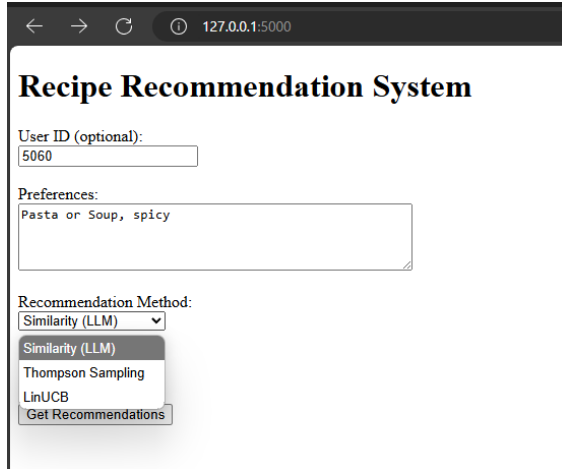 127.0.0.1:5000
Recipe Recommendation System
User ID (optional):
5060
Preferences:
Pasta or Soup, spicy
Recommendation Method:
Similarity (LLM)
Similarity (LLM)
Thompson Sampling
LinUCB
Get Recommendations